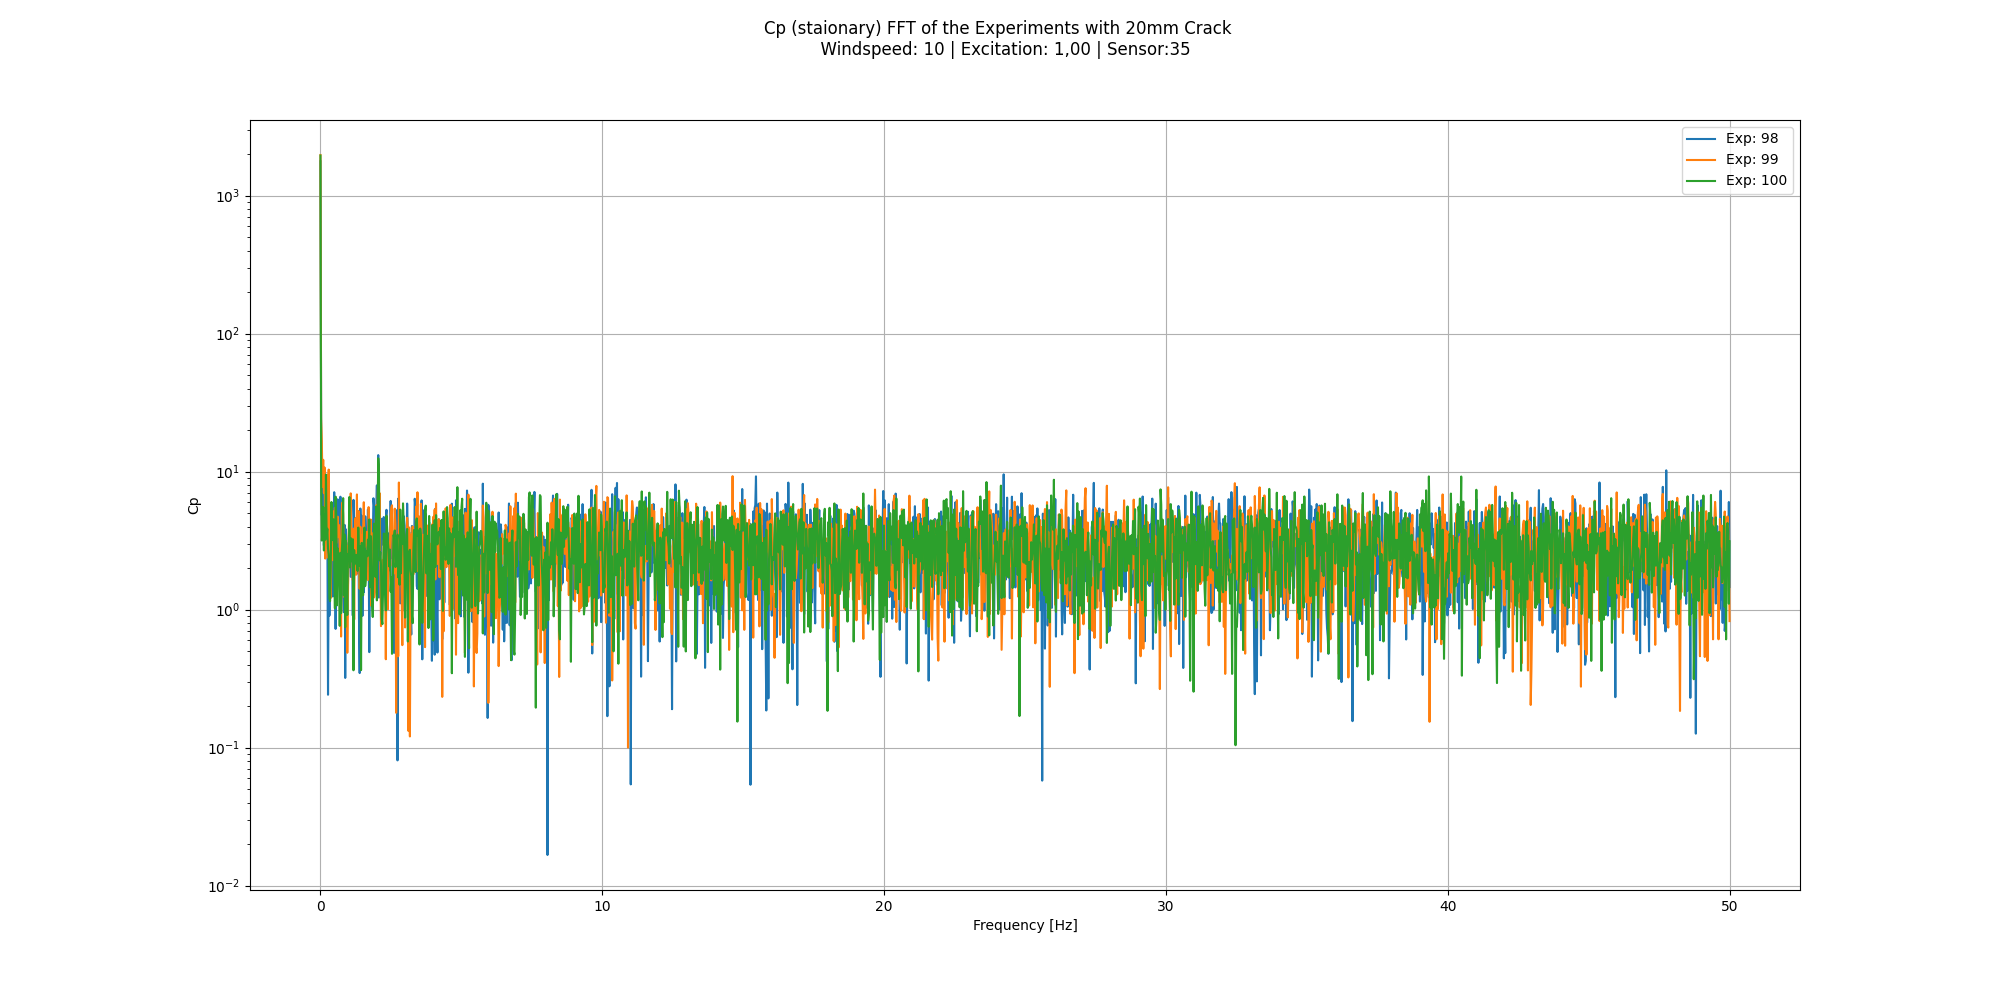 Cp (staionary) FFT of the Experiments with 20mm Crack
Windspeed: 10 | Excitation: 1,00 | Sensor:35
Exp: 98
Exp: 99
Exp: 100
10³
10²
10¹
10⁰
10⁻¹
10⁻²
Cp
0 10 20 30 40 50
Frequency [Hz]